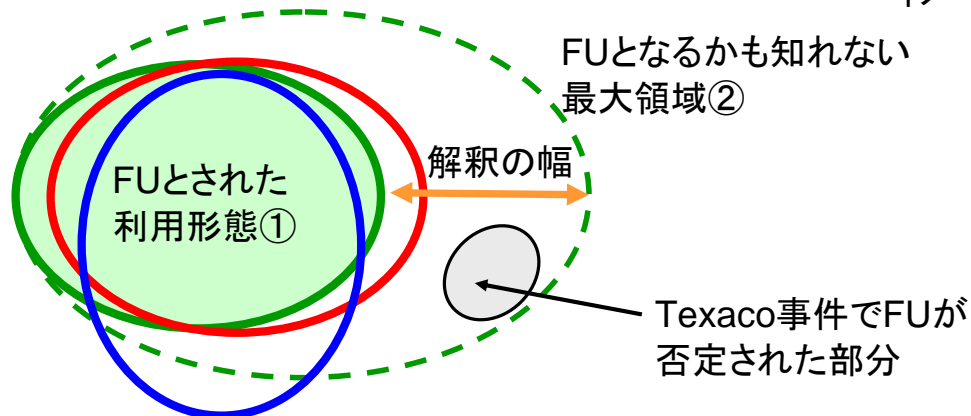 FUとなるかも知れない
最大領域②
解釈の幅
FUとされた
利用形態①
Texaco事件でFUが
否定された部分